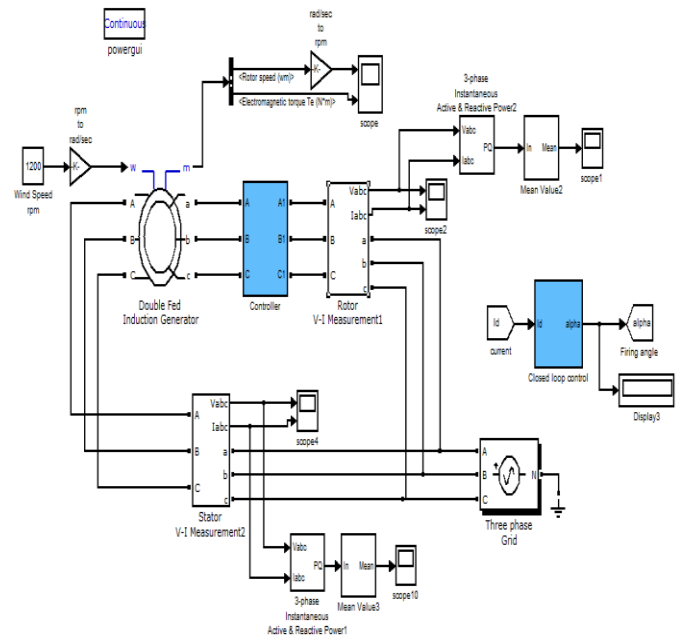 Continuous
powergui
rad/sec
to
rpm
-K-
<Rotor speed (wm)>
<Electromagnetic torque Te (N*m)>
scope
3-phase
Instantaneous
Active & Reactive Power2
Vabc
Iabc
PQ
In
Mean
Mean Value2
scope1
rpm
to
rad/sec
1200
-K-
Wind Speed
rpm
w
m
A
B
C
a
b
c
Double Fed
Induction Generator
A
B
C
A1
B1
C1
Controller
A
B
C
Vabc
Iabc
a
b
c
Rotor
V-I Measurement1
scope2
Id
current
Id
alpha
Closed loop control
alpha
Firing angle
Display3
A
B
C
Vabc
Iabc
a
b
c
Stator
V-I Measurement2
scope4
A
B
C
N
Three phase
Grid
Vabc
Iabc
PQ
3-phase
Instantaneous
Active & Reactive Power1
In
Mean
Mean Value3
scope10